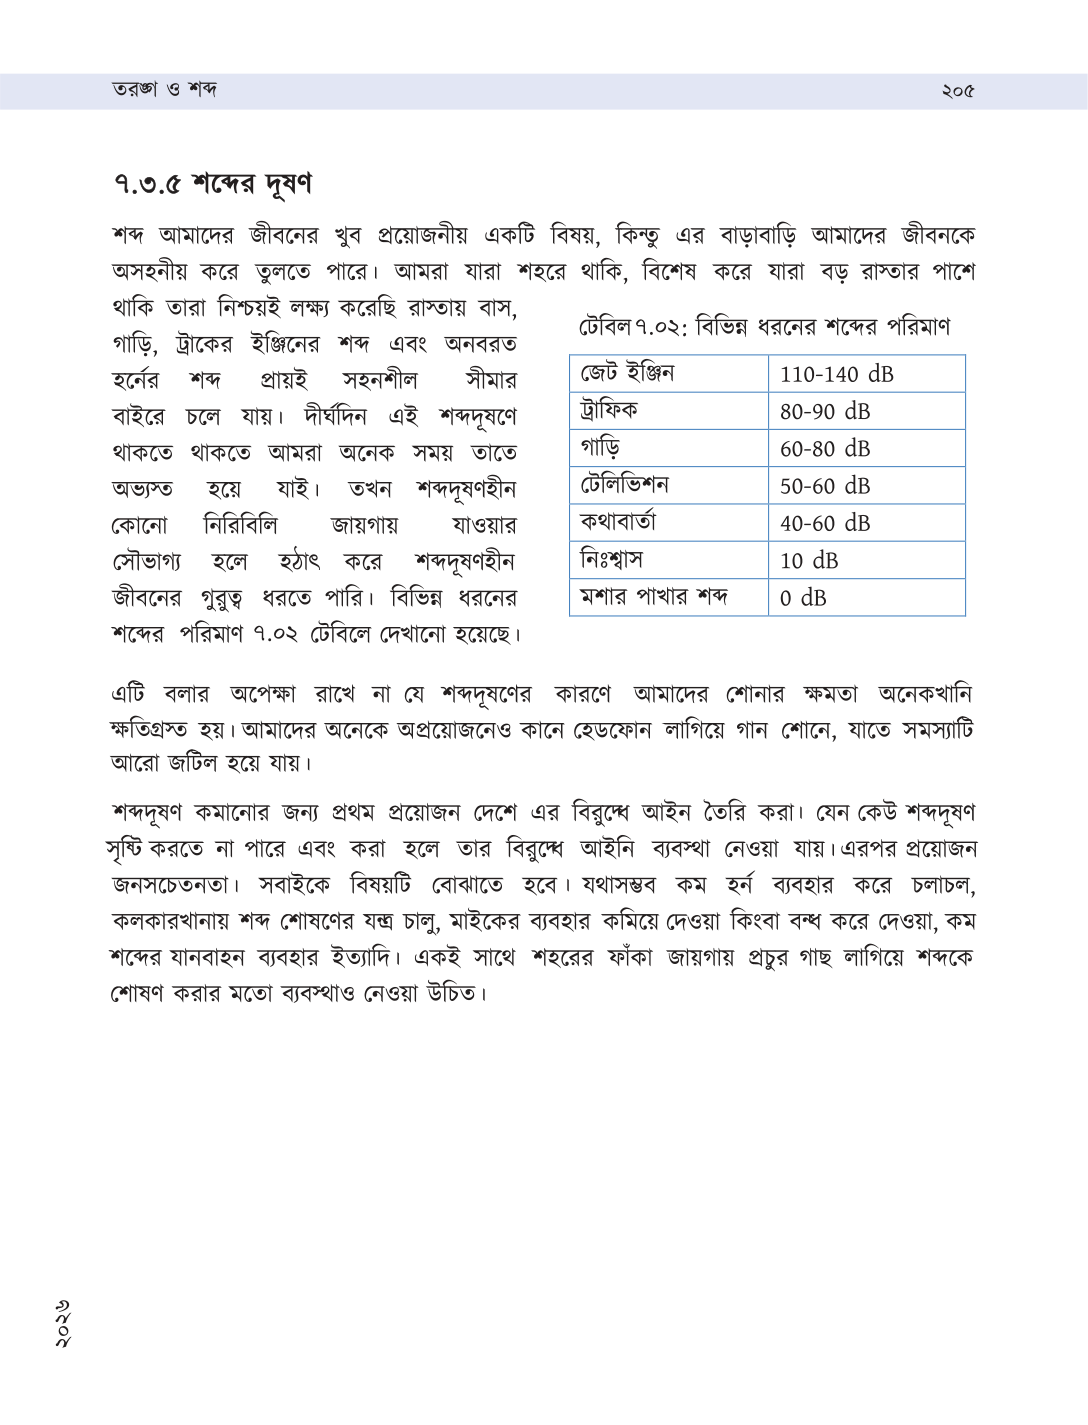 তরঙ্গ ও শব্দ ২০৫
৭.৩.৫ শব্দের দূষণ
শব্দ আমাদের জীবনের খুব প্রয়োজনীয় একটি বিষয়, কিন্তু এর বাড়াবাড়ি আমাদের জীবনকে
অসহনীয় করে তুলতে পারে। আমরা যারা শহরে থাকি, বিশেষ করে যারা বড় রাস্তার পাশে
থাকি তারা নিশ্চয়ই লক্ষ্য করেছি রাস্তায় বাস,
গাড়ি, ট্রাকের ইঞ্জিনের শব্দ এবং অনবরত
হর্নের শব্দ প্রায়ই সহনশীল সীমার
বাইরে চলে যায়। দীর্ঘদিন এই শব্দদূষণে
থাকতে থাকতে আমরা অনেক সময় তাতে
অভ্যস্ত হয়ে যাই। তখন শব্দদূষণহীন
কোনো নিরিবিলি জায়গায় যাওয়ার
সৌভাগ্য হলে হঠাৎ করে শব্দদূষণহীন
জীবনের গুরুত্ব ধরতে পারি। বিভিন্ন ধরনের
শব্দের পরিমাণ ৭.০২ টেবিলে দেখানো হয়েছে।
টেবিল ৭.০২: বিভিন্ন ধরনের শব্দের পরিমাণ
জেট ইঞ্জিন 110-140 dB
ট্রাফিক 80-90 dB
গাড়ি 60-80 dB
টেলিভিশন 50-60 dB
কথাবার্তা 40-60 dB
নিঃশ্বাস 10 dB
মশার পাখার শব্দ 0 dB
এটি বলার অপেক্ষা রাখে না যে শব্দদূষণের কারণে আমাদের শোনার ক্ষমতা অনেকখানি
ক্ষতিগ্রস্ত হয়। আমাদের অনেকে অপ্রয়োজনেও কানে হেডফোন লাগিয়ে গান শোনে, যাতে সমস্যাটি
আরো জটিল হয়ে যায়।
শব্দদূষণ কমানোর জন্য প্রথম প্রয়োজন দেশে এর বিরুদ্ধে আইন তৈরি করা। যেন কেউ শব্দদূষণ
সৃষ্টি করতে না পারে এবং করা হলে তার বিরুদ্ধে আইনি ব্যবস্থা নেওয়া যায়। এরপর প্রয়োজন
জনসচেতনতা। সবাইকে বিষয়টি বোঝাতে হবে। যথাসম্ভব কম হর্ন ব্যবহার করে চলাচল,
কলকারখানায় শব্দ শোষণের যন্ত্র চালু, মাইকের ব্যবহার কমিয়ে দেওয়া কিংবা বন্ধ করে দেওয়া, কম
শব্দের যানবাহন ব্যবহার ইত্যাদি। একই সাথে শহরের ফাঁকা জায়গায় প্রচুর গাছ লাগিয়ে শব্দকে
শোষণ করার মতো ব্যবস্থাও নেওয়া উচিত।
২০২৬